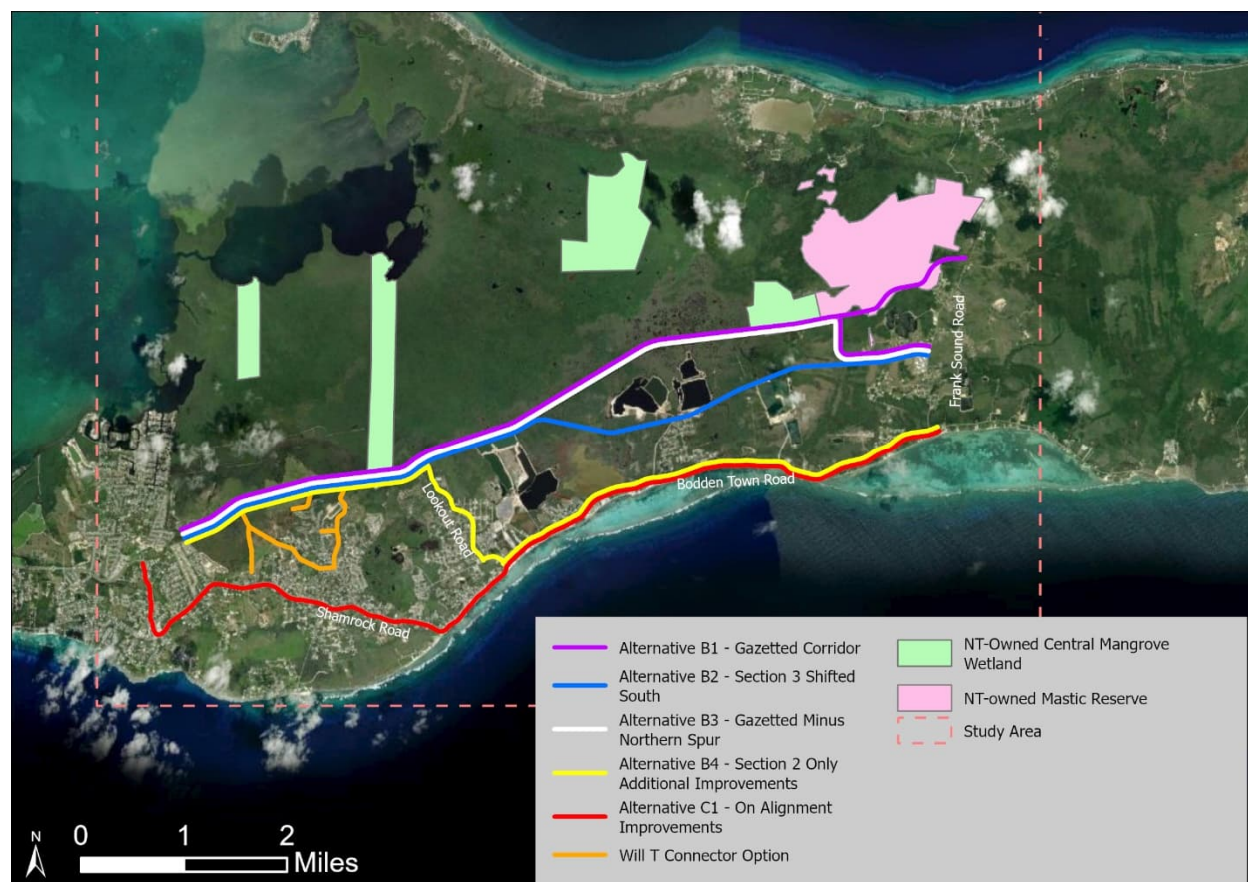 Frank Sound Road
Bodden Town Road
Lookout Road
Shamrock Road
Alternative B1 - Gazetted Corridor
Alternative B2 - Section 3 Shifted
South
Alternative B3 - Gazetted Minus
Northern Spur
Alternative B4 - Section 2 Only
Additional Improvements
Alternative C1 - On Alignment
Improvements
Will T Connector Option
NT-Owned Central Mangrove
Wetland
NT-owned Mastic Reserve
Study Area
N
0 1 2
Miles